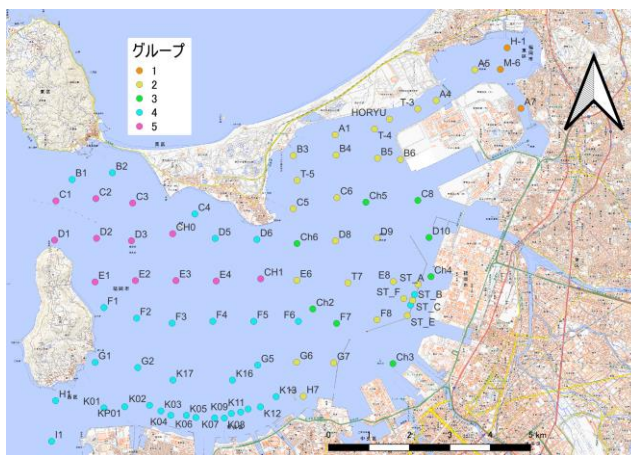 グループ
1
2
3
4
5
H-1
A6 M-6
A4
T-3 A7
HORYU
A1 T-4
B3 B4 B5 B6
B2
B1 T-5
C1 C2 C3 C6 Ch5 C8
C4 C5
CH0
D1 D2 D3 D5 D6 Ch6 D8 D9 D10
E1 E2 E3 E4 CH1 E6 T7 E8 Ch4
ST_A
ST_F ST_B
ST_C
F1 Ch2
F2 F3 F4 F5 F6 F7 F8 ST_E
G1 G2 G5 G6 G7 Ch3
K17 K16
H1 K13 H7
KP01 K01 K02 K03 K04 K05 K06 K07 K08 K09 K11 K12
I1
0 1 2 3 4 5 km